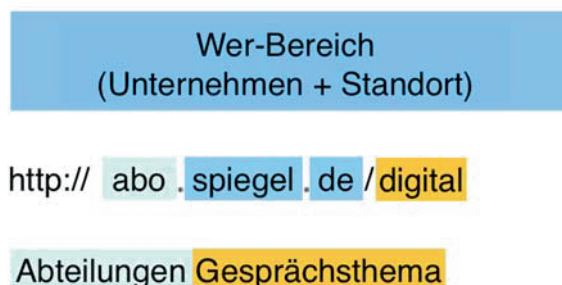 Wer-Bereich
(Unternehmen + Standort)
http:// abo . spiegel . de / digital
Abteilungen Gesprächsthema